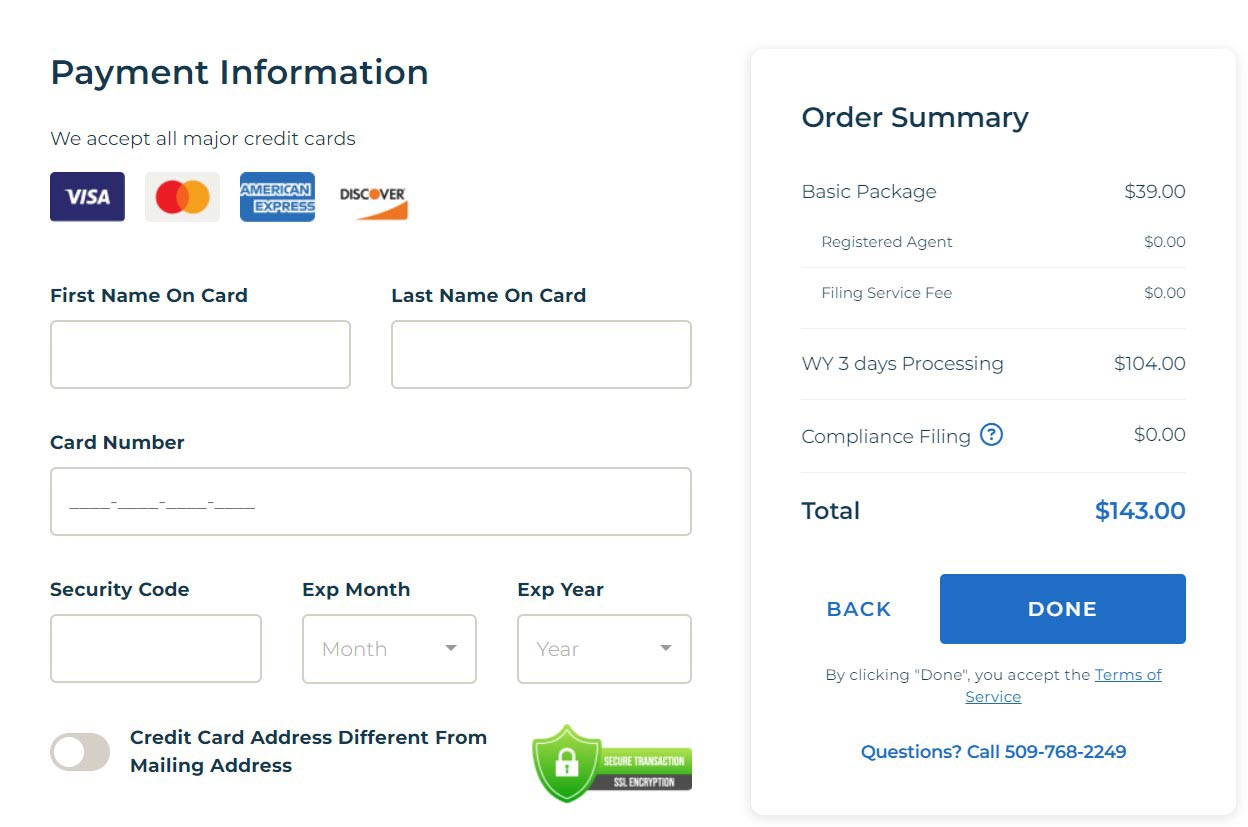 Payment Information
We accept all major credit cards
VISA
AMERICAN
EXPRESS
DISCOVER
First Name On Card
Last Name On Card
Card Number
____-____-____-____
Security Code
Exp Month
Exp Year
Month
Year
Credit Card Address Different From
Mailing Address
SECURE TRANSACTION
SSL ENCRYPTION
Order Summary
Basic Package $39.00
Registered Agent $0.00
Filing Service Fee $0.00
WY 3 days Processing $104.00
Compliance Filing ? $0.00
Total $143.00
BACK DONE
By clicking "Done", you accept the Terms of
Service
Questions? Call 509-768-2249